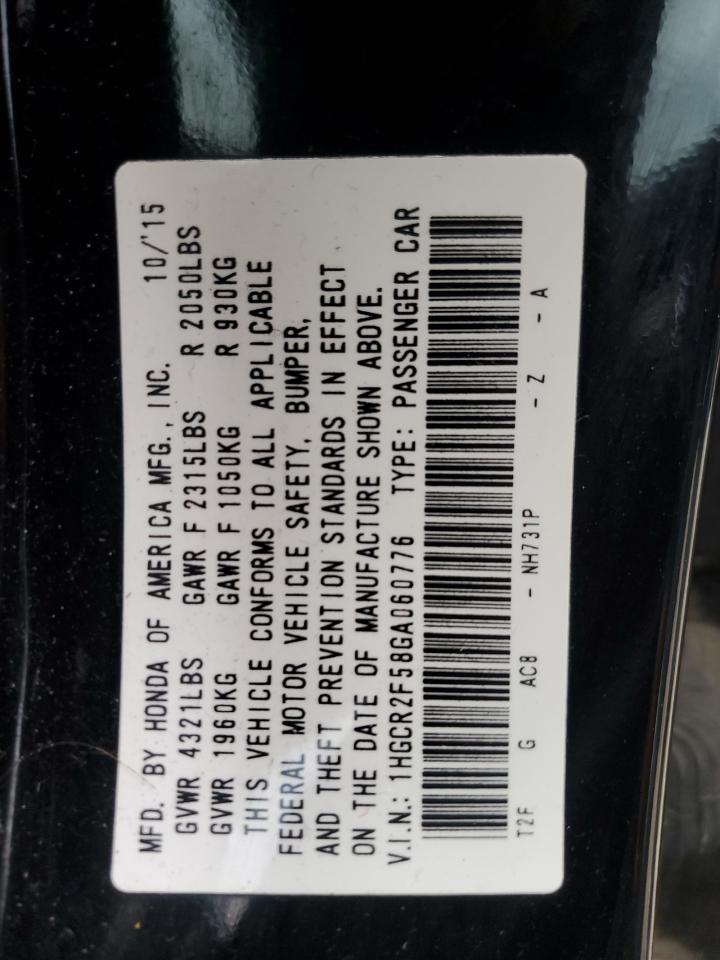 MFD. BY HONDA OF AMERICA MFG., INC. 10/'15
GVWR 4321LBS GAWR F 2315LBS R 2050LBS
GVWR 1960KG GAWR F 1050KG R 930KG
THIS VEHICLE CONFORMS TO ALL APPLICABLE
FEDERAL MOTOR VEHICLE SAFETY, BUMPER,
AND THEFT PREVENTION STANDARDS IN EFFECT
ON THE DATE OF MANUFACTURE SHOWN ABOVE.
V.I.N.: 1HGCR2F58GA060776 TYPE: PASSENGER CAR
T2F G AC8 - NH731P - Z - A